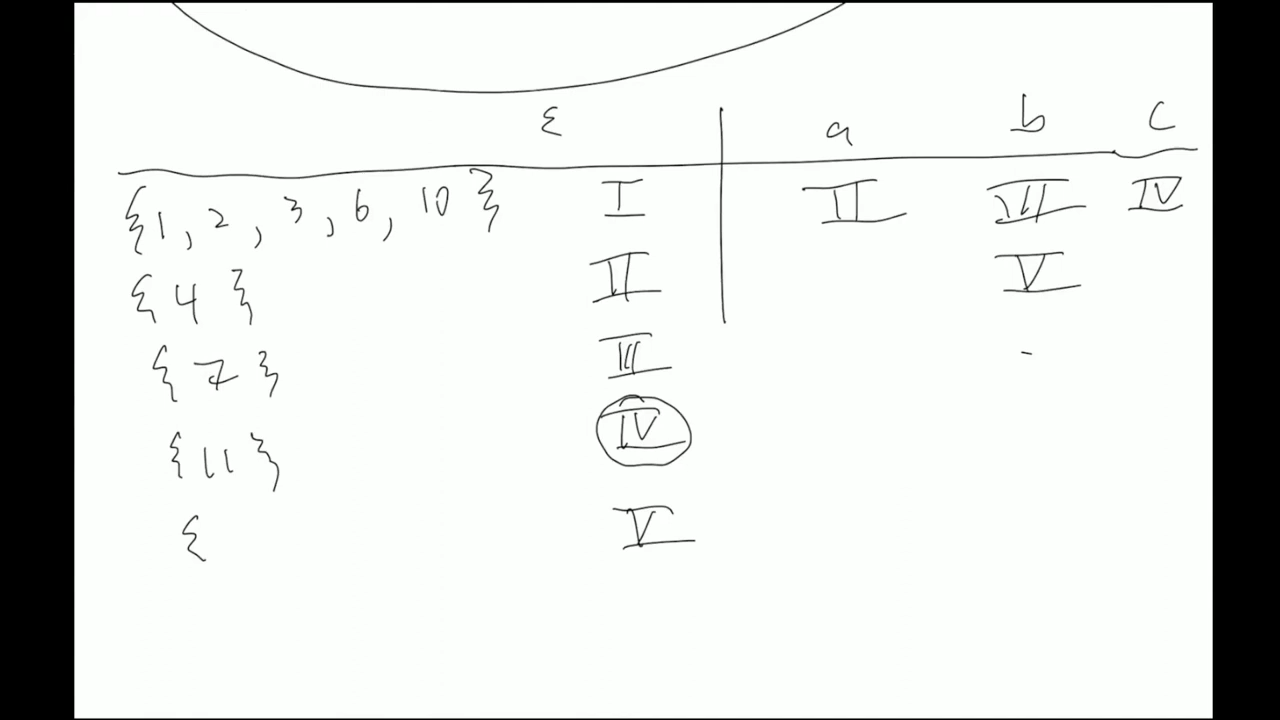 ε a b c
{1, 2, 3, 6, 10} I II III IV
{4} II V
{7} III -
{11} IV
{ V